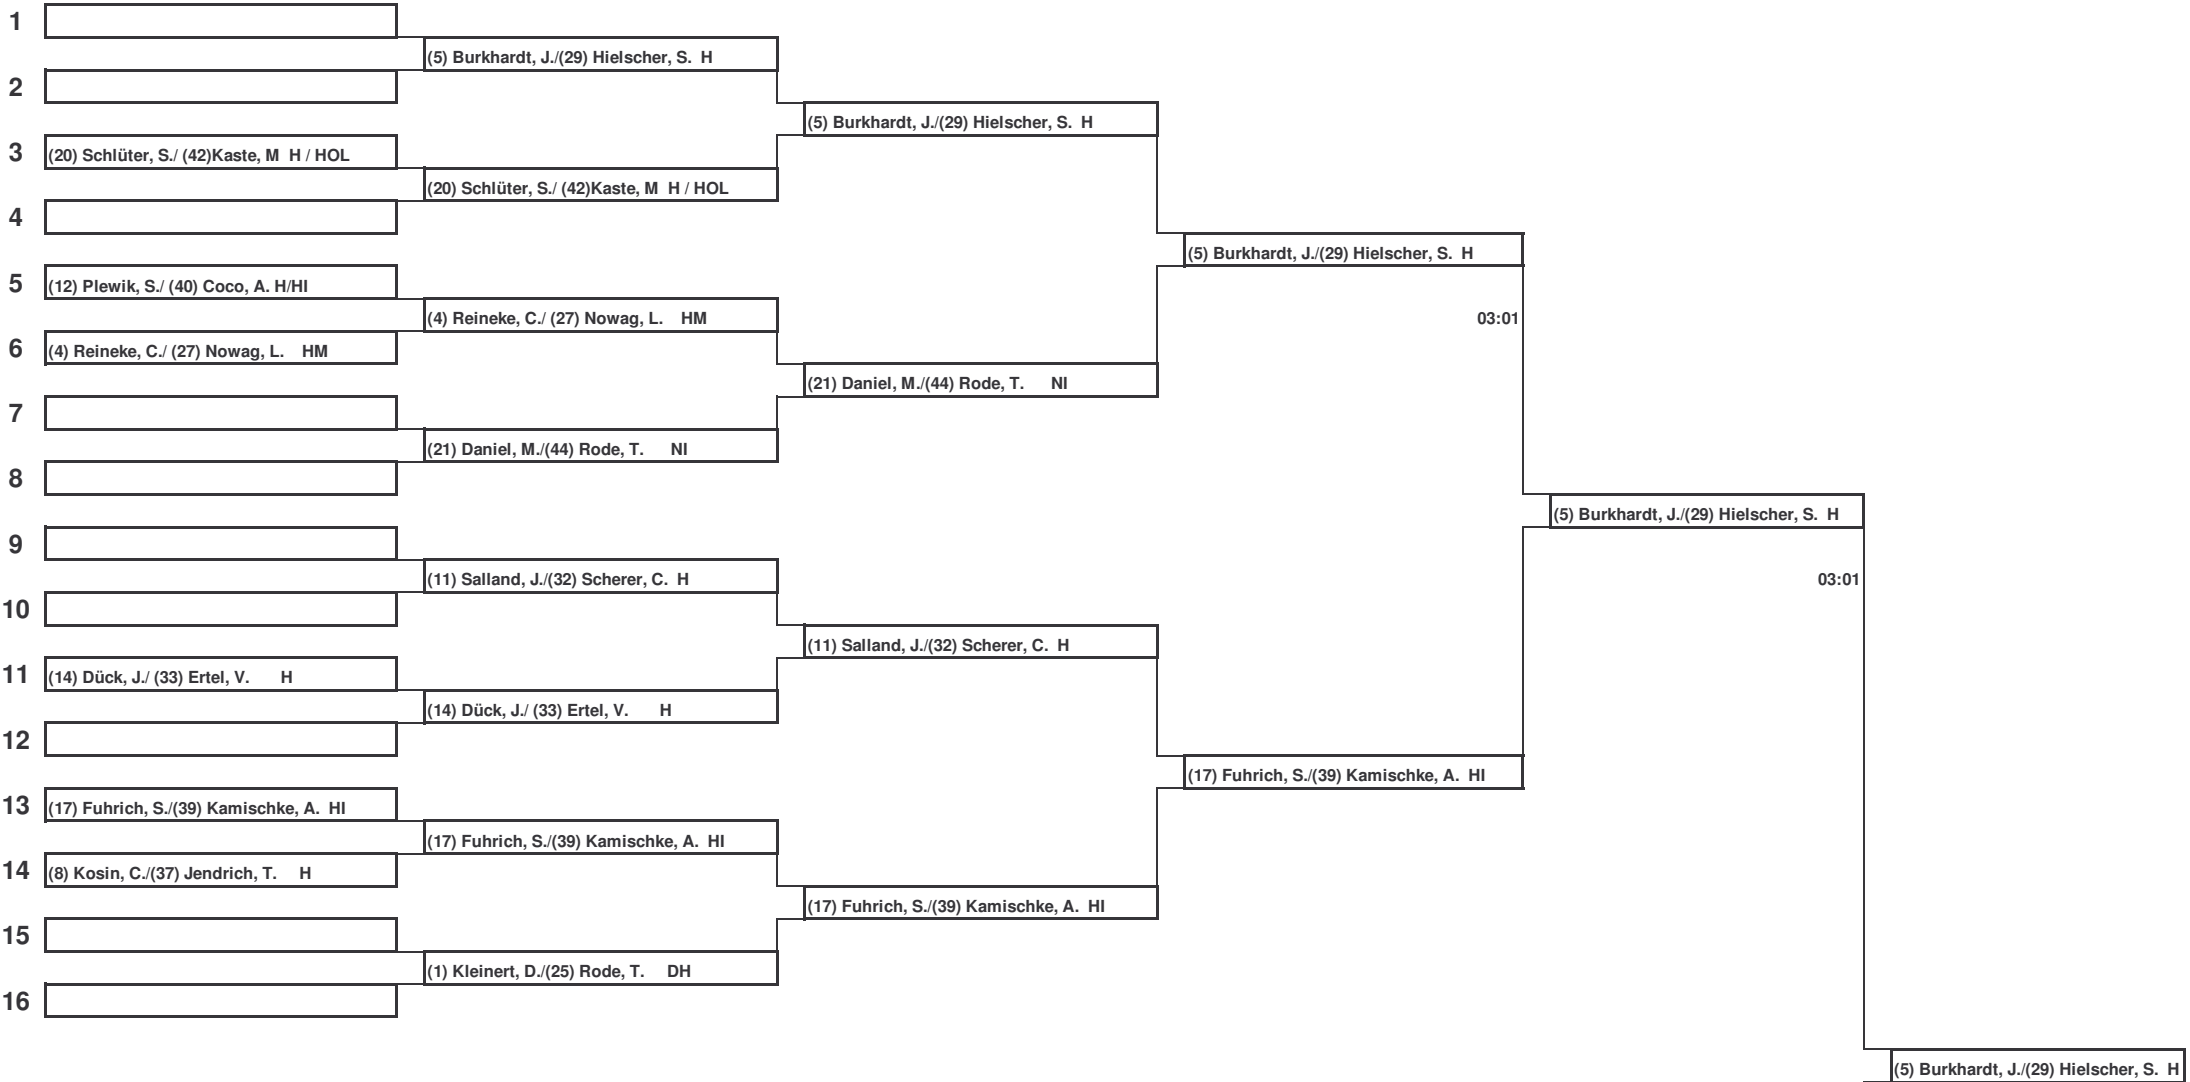 1
(5) Burkhardt, J./(29) Hielscher, S. H
2
(5) Burkhardt, J./(29) Hielscher, S. H
3 (20) Schlüter, S./ (42)Kaste, M H / HOL
(20) Schlüter, S./ (42)Kaste, M H / HOL
4
(5) Burkhardt, J./(29) Hielscher, S. H
5 (12) Plewik, S./ (40) Coco, A. H/HI
(4) Reineke, C./ (27) Nowag, L. HM 03:01
6 (4) Reineke, C./ (27) Nowag, L. HM
(21) Daniel, M./(44) Rode, T. NI
7
(21) Daniel, M./(44) Rode, T. NI
8
(5) Burkhardt, J./(29) Hielscher, S. H
9
(11) Salland, J./(32) Scherer, C. H 03:01
10
(11) Salland, J./(32) Scherer, C. H
11 (14) Dück, J./ (33) Ertel, V. H
(14) Dück, J./ (33) Ertel, V. H
12
(17) Fuhrich, S./(39) Kamischke, A. HI
13 (17) Fuhrich, S./(39) Kamischke, A. HI
(17) Fuhrich, S./(39) Kamischke, A. HI
14 (8) Kosin, C./(37) Jendrich, T. H
(17) Fuhrich, S./(39) Kamischke, A. HI
15
(1) Kleinert, D./(25) Rode, T. DH
16
(5) Burkhardt, J./(29) Hielscher, S. H